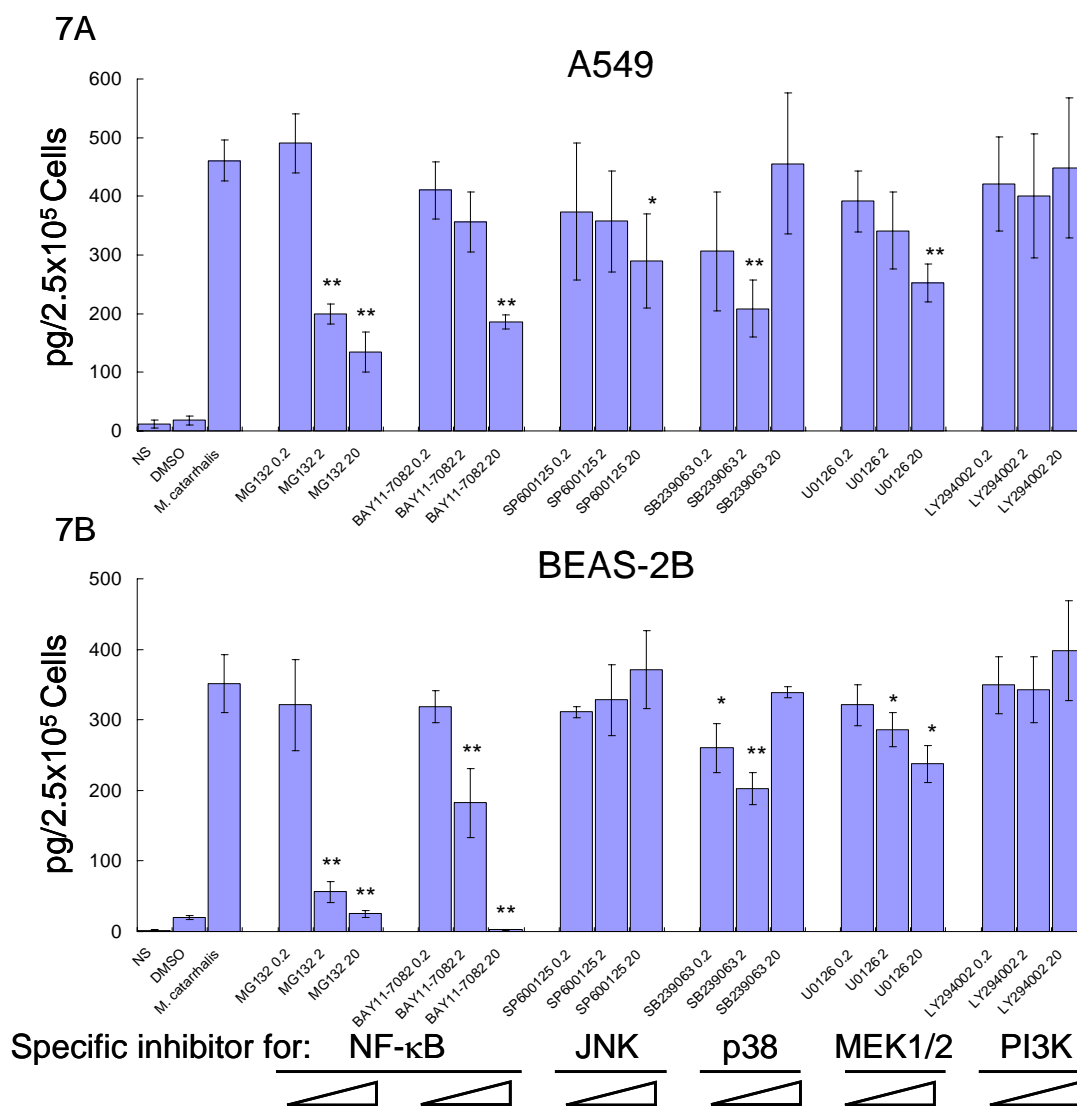 7A
A549
pg/2.5x10⁵ Cells
600
500
400
300
200
100
0
**
**
**
*
**
**
NS
DMSO
M. catarrhalis
MG132 0.2
MG132 2
MG132 20
BAY11-7082 0.2
BAY11-7082 2
BAY11-7082 20
SP600125 0.2
SP600125 2
SP600125 20
SB239063 0.2
SB239063 2
SB239063 20
U0126 0.2
U0126 2
U0126 20
LY294002 0.2
LY294002 2
LY294002 20
7B
BEAS-2B
pg/2.5x10⁵ Cells
500
400
300
200
100
0
**
**
**
**
*
**
*
*
NS
DMSO
M. catarrhalis
MG132 0.2
MG132 2
MG132 20
BAY11-7082 0.2
BAY11-7082 2
BAY11-7082 20
SP600125 0.2
SP600125 2
SP600125 20
SB239063 0.2
SB239063 2
SB239063 20
U0126 0.2
U0126 2
U0126 20
LY294002 0.2
LY294002 2
LY294002 20
Specific inhibitor for: NF-κB JNK p38 MEK1/2 PI3K